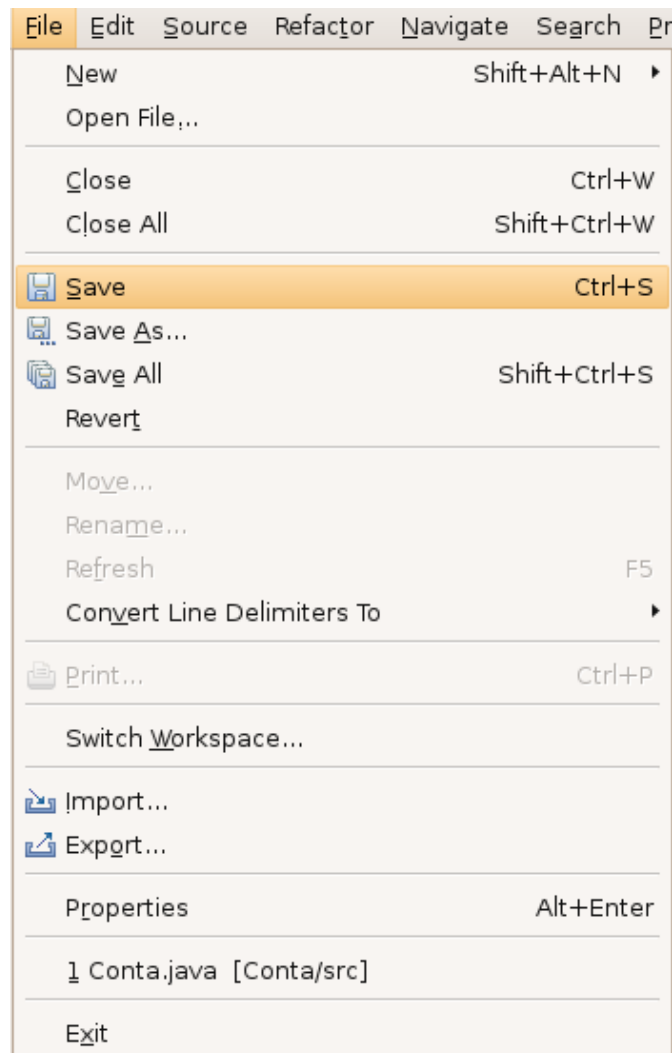 File Edit Source Refactor Navigate Search Pr
New Shift+Alt+N
Open File...
Close Ctrl+W
Close All Shift+Ctrl+W
Save Ctrl+S
Save As...
Save All Shift+Ctrl+S
Revert
Move...
Rename...
Refresh F5
Convert Line Delimiters To
Print... Ctrl+P
Switch Workspace...
Import...
Export...
Properties Alt+Enter
1 Conta.java [Conta/src]
Exit